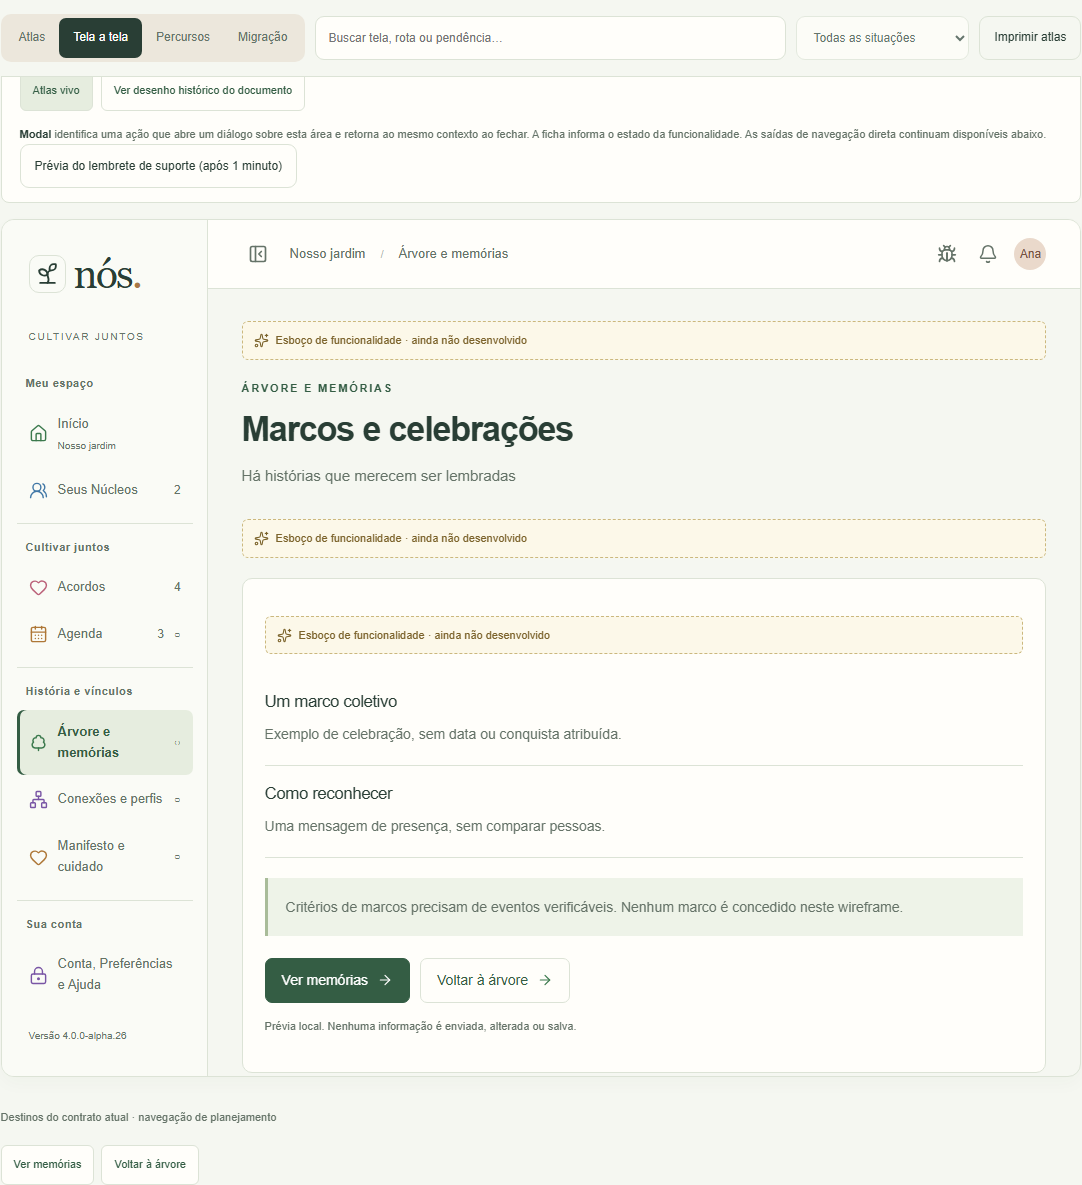 Atlas
Tela a tela
Percursos
Migração
Buscar tela, rota ou pendência...
Todas as situações
Imprimir atlas
Atlas vivo
Ver desenho histórico do documento
Modal identifica uma ação que abre um diálogo sobre esta área e retorna ao mesmo contexto ao fechar. A ficha informa o estado da funcionalidade. As saídas de navegação direta continuam disponíveis abaixo.
Prévia do lembrete de suporte (após 1 minuto)
nós.
CULTIVAR JUNTOS
Meu espaço
Início
Nosso jardim
Seus Núcleos 2
Cultivar juntos
Acordos 4
Agenda 3
História e vínculos
Árvore e
memórias
Conexões e perfis
Manifesto e
cuidado
Sua conta
Conta, Preferências
e Ajuda
Versão 4.0.0-alpha.26
Nosso jardim / Árvore e memórias
Ana
Esboço de funcionalidade · ainda não desenvolvido
ÁRVORE E MEMÓRIAS
Marcos e celebrações
Há histórias que merecem ser lembradas
Esboço de funcionalidade · ainda não desenvolvido
Esboço de funcionalidade · ainda não desenvolvido
Um marco coletivo
Exemplo de celebração, sem data ou conquista atribuída.
Como reconhecer
Uma mensagem de presença, sem comparar pessoas.
Critérios de marcos precisam de eventos verificáveis. Nenhum marco é concedido neste wireframe.
Ver memórias
Voltar à árvore
Prévia local. Nenhuma informação é enviada, alterada ou salva.
Destinos do contrato atual · navegação de planejamento
Ver memórias
Voltar à árvore